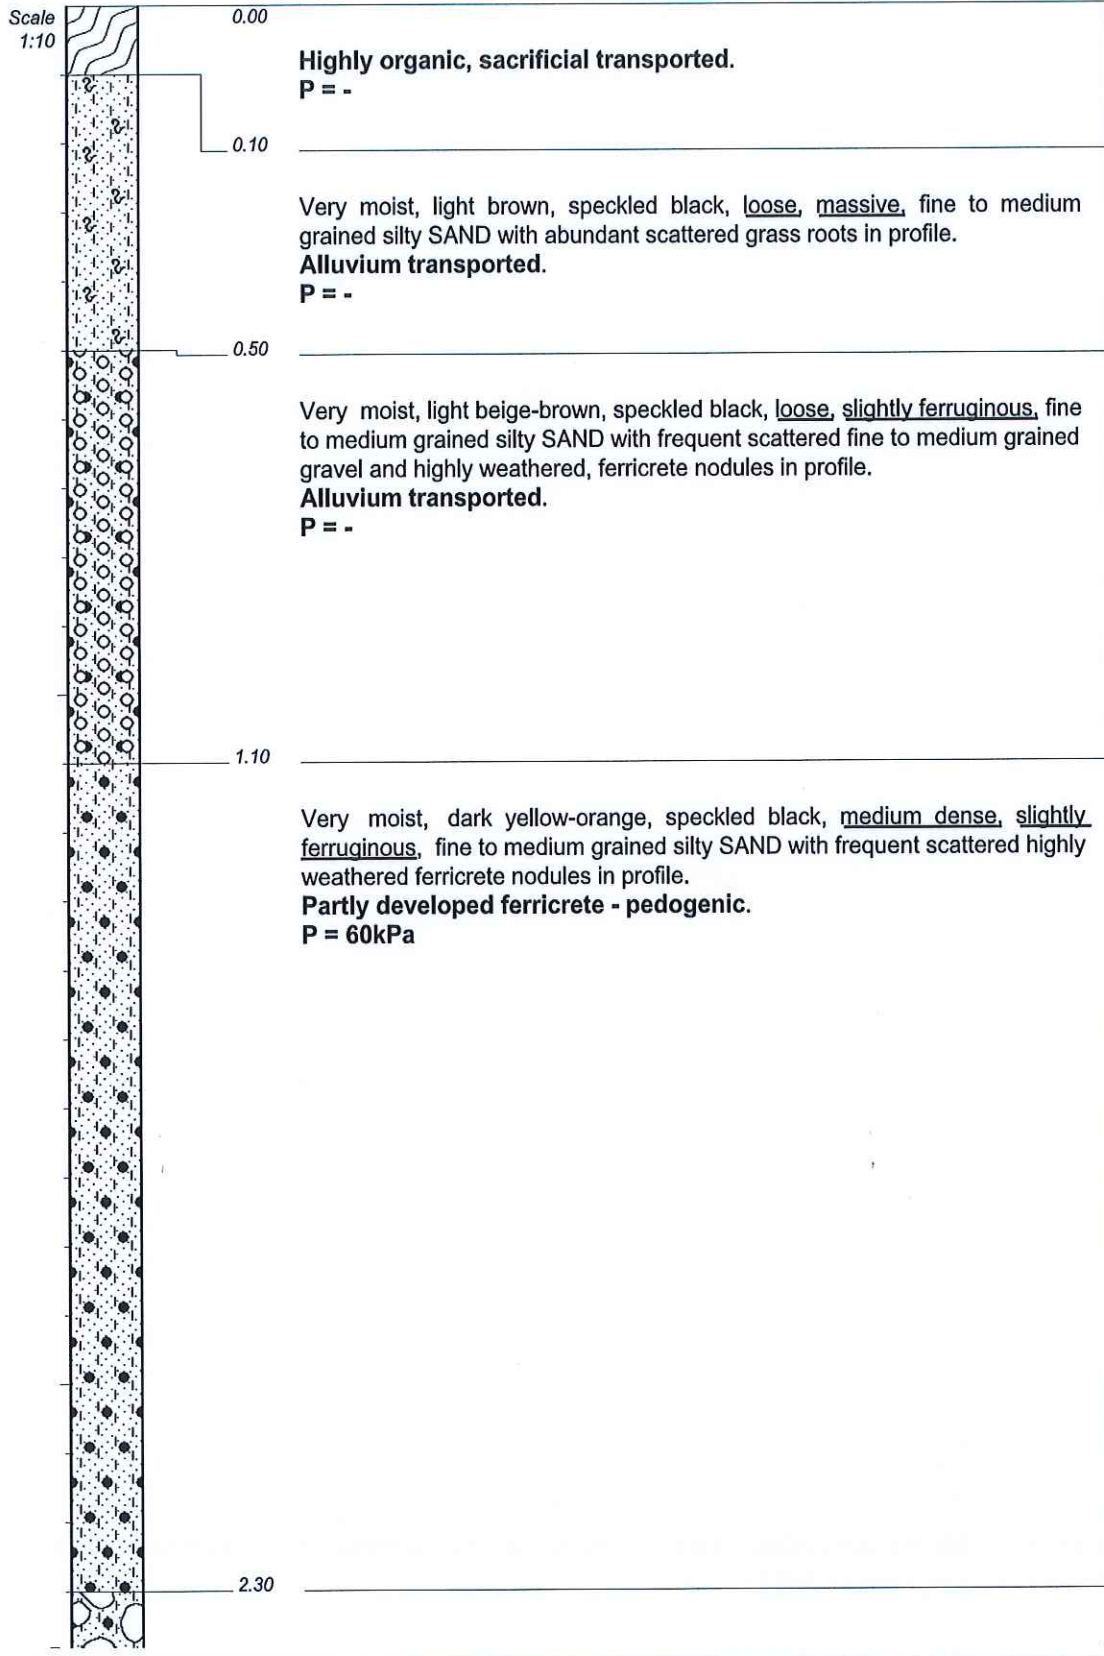 Scale
1:10
0.00
Highly organic, sacrificial transported.
P = -
0.10
Very moist, light brown, speckled black, loose, massive, fine to medium
grained silty SAND with abundant scattered grass roots in profile.
Alluvium transported.
P = -
0.50
Very moist, light beige-brown, speckled black, loose, slightly ferruginous, fine
to medium grained silty SAND with frequent scattered fine to medium grained
gravel and highly weathered, ferricrete nodules in profile.
Alluvium transported.
P = -
1.10
Very moist, dark yellow-orange, speckled black, medium dense, slightly
ferruginous, fine to medium grained silty SAND with frequent scattered highly
weathered ferricrete nodules in profile.
Partly developed ferricrete - pedogenic.
P = 60kPa
2.30